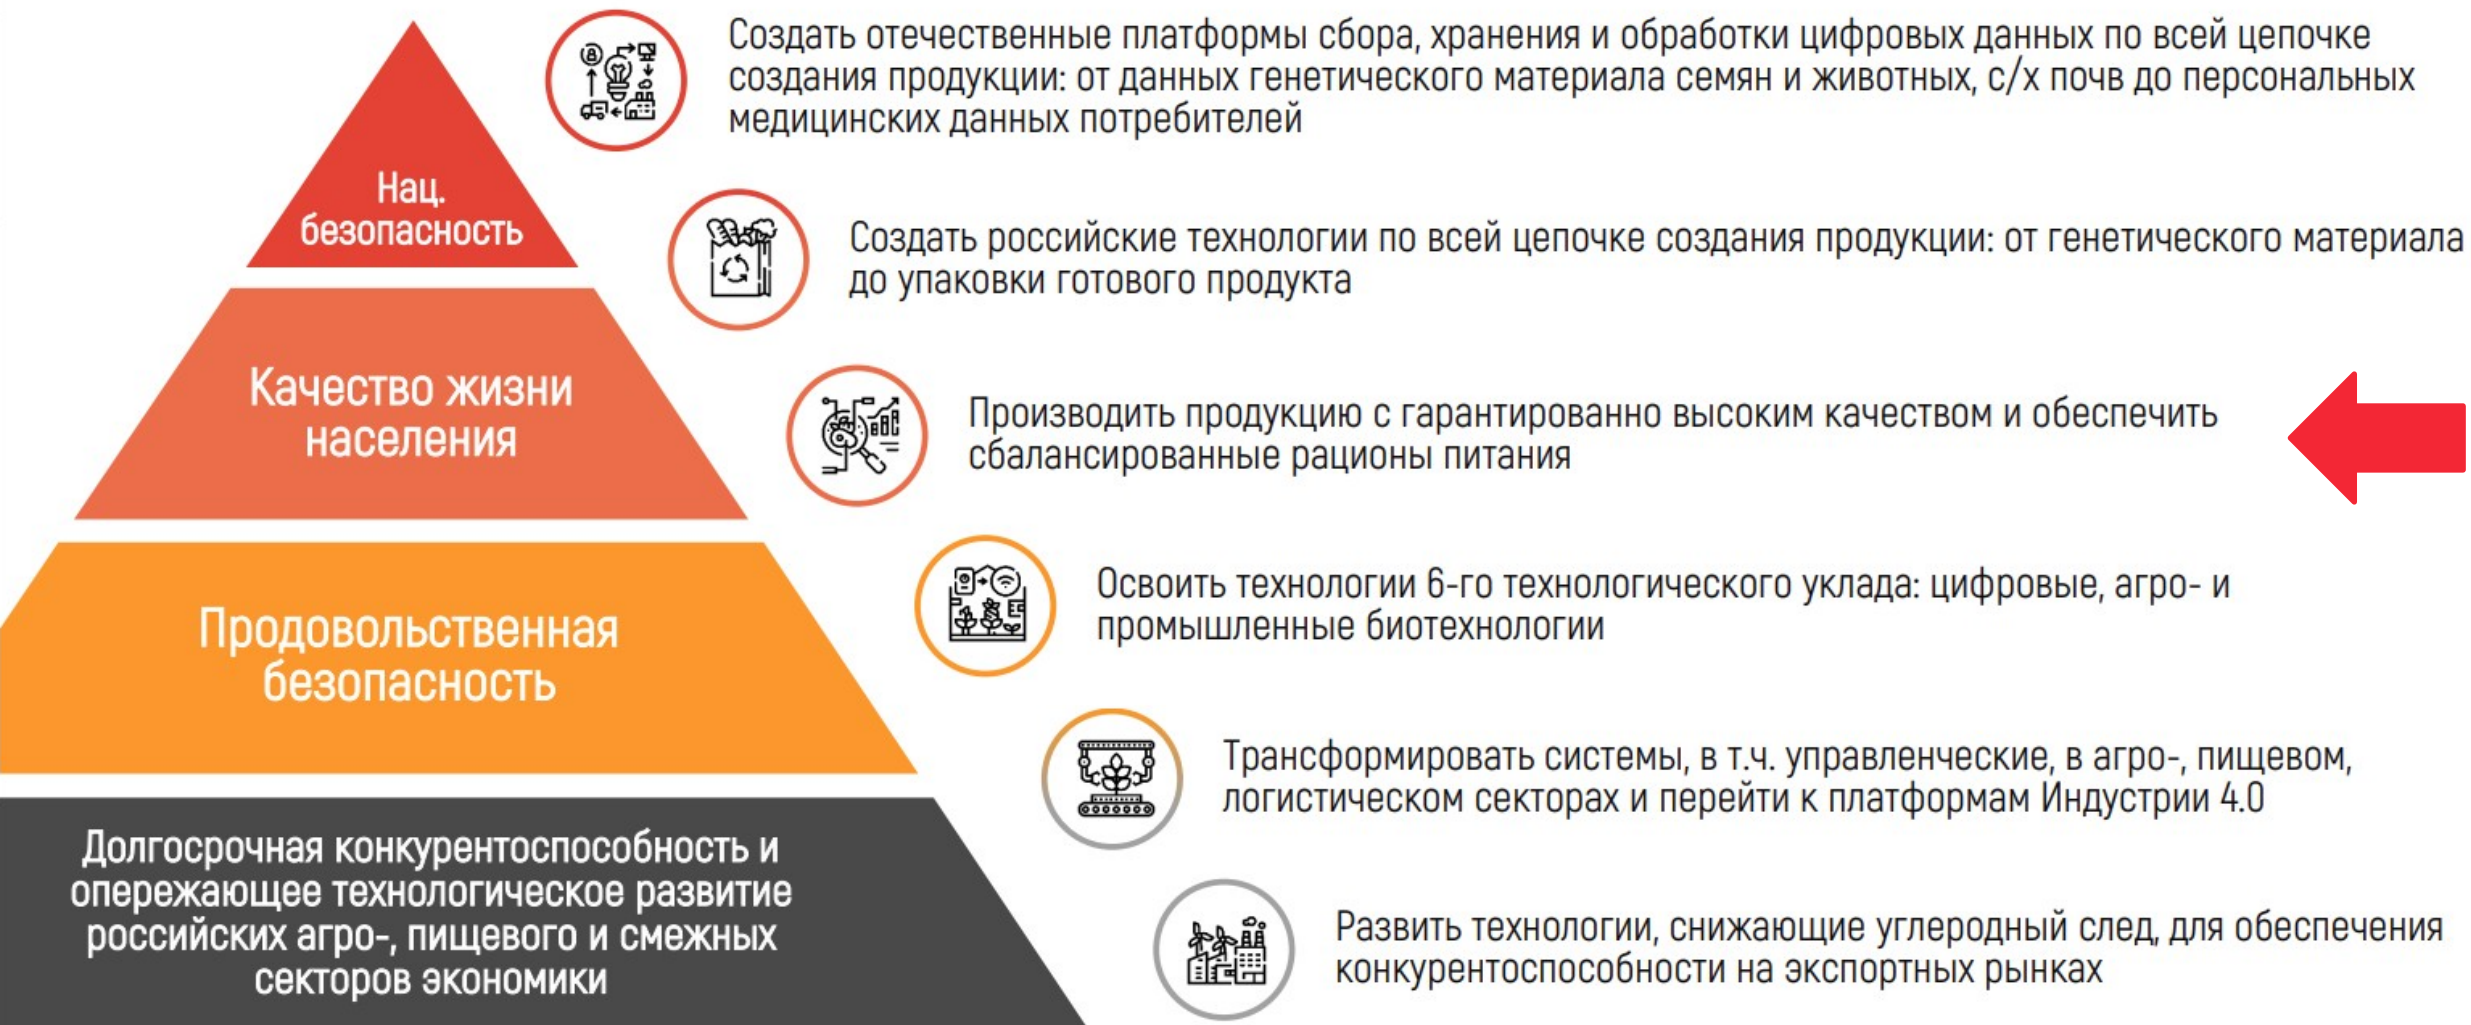 Нац.
безопасность
Качество жизни
населения
Продовольственная
безопасность
Долгосрочная конкурентоспособность и
опережающее технологическое развитие
российских агро-, пищевого и смежных
секторов экономики
Создать отечественные платформы сбора, хранения и обработки цифровых данных по всей цепочке
создания продукции: от данных генетического материала семян и животных, с/х почв до персональных
медицинских данных потребителей
Создать российские технологии по всей цепочке создания продукции: от генетического материала
до упаковки готового продукта
Производить продукцию с гарантированно высоким качеством и обеспечить
сбалансированные рационы питания
Освоить технологии 6-го технологического уклада: цифровые, агро- и
промышленные биотехнологии
Трансформировать системы, в т.ч. управленческие, в агро-, пищевом,
логистическом секторах и перейти к платформам Индустрии 4.0
Развить технологии, снижающие углеродный след, для обеспечения
конкурентоспособности на экспортных рынках